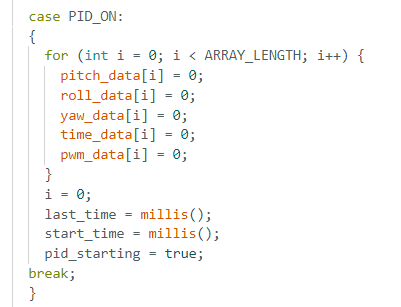 case PID_ON:
{
for (int i = 0; i < ARRAY_LENGTH; i++) {
pitch_data[i] = 0;
roll_data[i] = 0;
yaw_data[i] = 0;
time_data[i] = 0;
pwm_data[i] = 0;
}
i = 0;
last_time = millis();
start_time = millis();
pid_starting = true;
break;
}